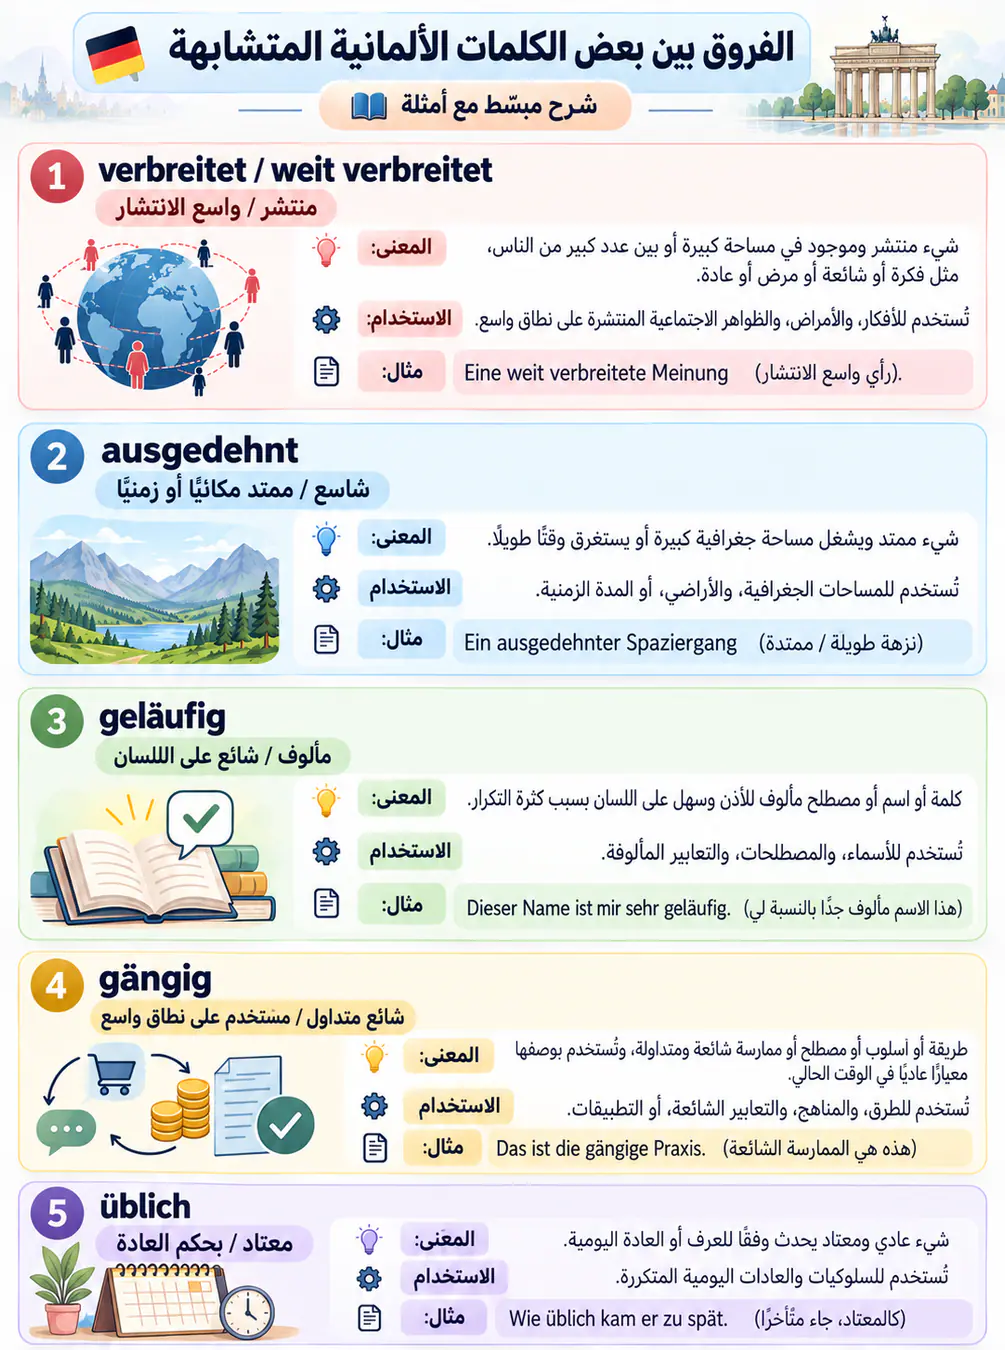 الفروق بين بعض الكلمات الألمانية المتشابهة
شرح مبسّط مع أمثلة
1 verbreitet / weit verbreitet
منتشر / واسع الانتشار
المعنى: شيء منتشر وموجود في مساحة كبيرة أو بين عدد كبير من الناس،
مثل فكرة أو شائعة أو مرض أو عادة.
الاستخدام: تُستخدم للأفكار، والأمراض، والظواهر الاجتماعية المنتشرة على نطاق واسع.
مثال: Eine weit verbreitete Meinung (رأي واسع الانتشار).
2 ausgedehnt
شاسع / ممتد مكانيًا أو زمنيًا
المعنى: شيء ممتد ويشغل مساحة جغرافية كبيرة أو يستغرق وقتًا طويلًا.
الاستخدام تُستخدم للمساحات الجغرافية، والأراضي، أو المدة الزمنية.
مثال: Ein ausgedehnter Spaziergang (نزهة طويلة / ممتدة)
3 geläufig
مألوف / شائع على الللسان
المعنى: كلمة أو اسم أو مصطلح مألوف للأذن وسهل على اللسان بسبب كثرة التكرار.
الاستخدام تُستخدم للأسماء، والمصطلحات، والتعابير المألوفة.
مثال: Dieser Name ist mir sehr geläufig. (هذا الاسم مألوف جدًا بالنسبة لي)
4 gängig
شائع متداول / مستخدم على نطاق واسع
المعنى: طريقة أو أسلوب أو مصطلح أو ممارسة شائعة ومتداولة، وتُستخدم بوصفها
معيارًا عاديًا في الوقت الحالي.
الاستخدام تُستخدم للطرق، والمناهج، والتعابير الشائعة، أو التطبيقات.
مثال: Das ist die gängige Praxis. (هذه هي الممارسة الشائعة)
5 üblich
معتاد / بحكم العادة
المعنى: شيء عادي ومعتاد يحدث وفقًا للعرف أو العادة اليومية.
الاستخدام تُستخدم للسلوكيات والعادات اليومية المتكررة.
مثال: Wie üblich kam er zu spät. (كالمعتاد، جاء متأخرًا)